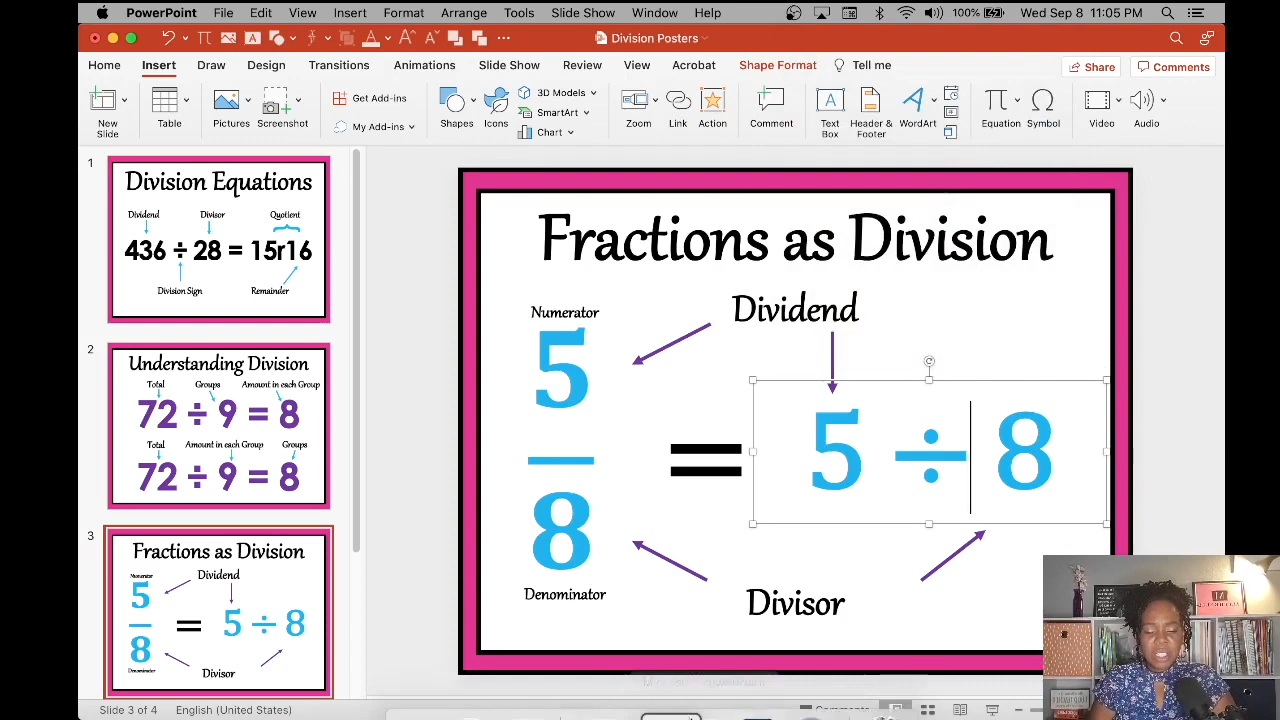 PowerPoint File Edit View Insert Format Arrange Tools Slide Show Window Help 100% Wed Sep 8 11:05 PM
Division Posters
Home Insert Draw Design Transitions Animations Slide Show Review View Acrobat Shape Format Tell me Share Comments
New Slide
Table
Pictures
Screenshot
Get Add-ins
My Add-ins
Shapes
Icons
3D Models
SmartArt
Chart
Zoom
Link
Action
Comment
Text Box
Header & Footer
WordArt
Equation
Symbol
Video
Audio
1
Division Equations
Dividend Divisor Quotient
436 ÷ 28 = 15r16
Division Sign Remainder
2
Understanding Division
Total Groups Amount in each Group
72 ÷ 9 = 8
Total Amount in each Group Groups
72 ÷ 9 = 8
3
Fractions as Division
Numerator
Dividend
5
8
= 5 ÷ 8
Denominator
Divisor
Fractions as Division
Numerator
Dividend
5
8
= 5 ÷ 8
Denominator
Divisor
Slide 3 of 4 English (United States) Comments